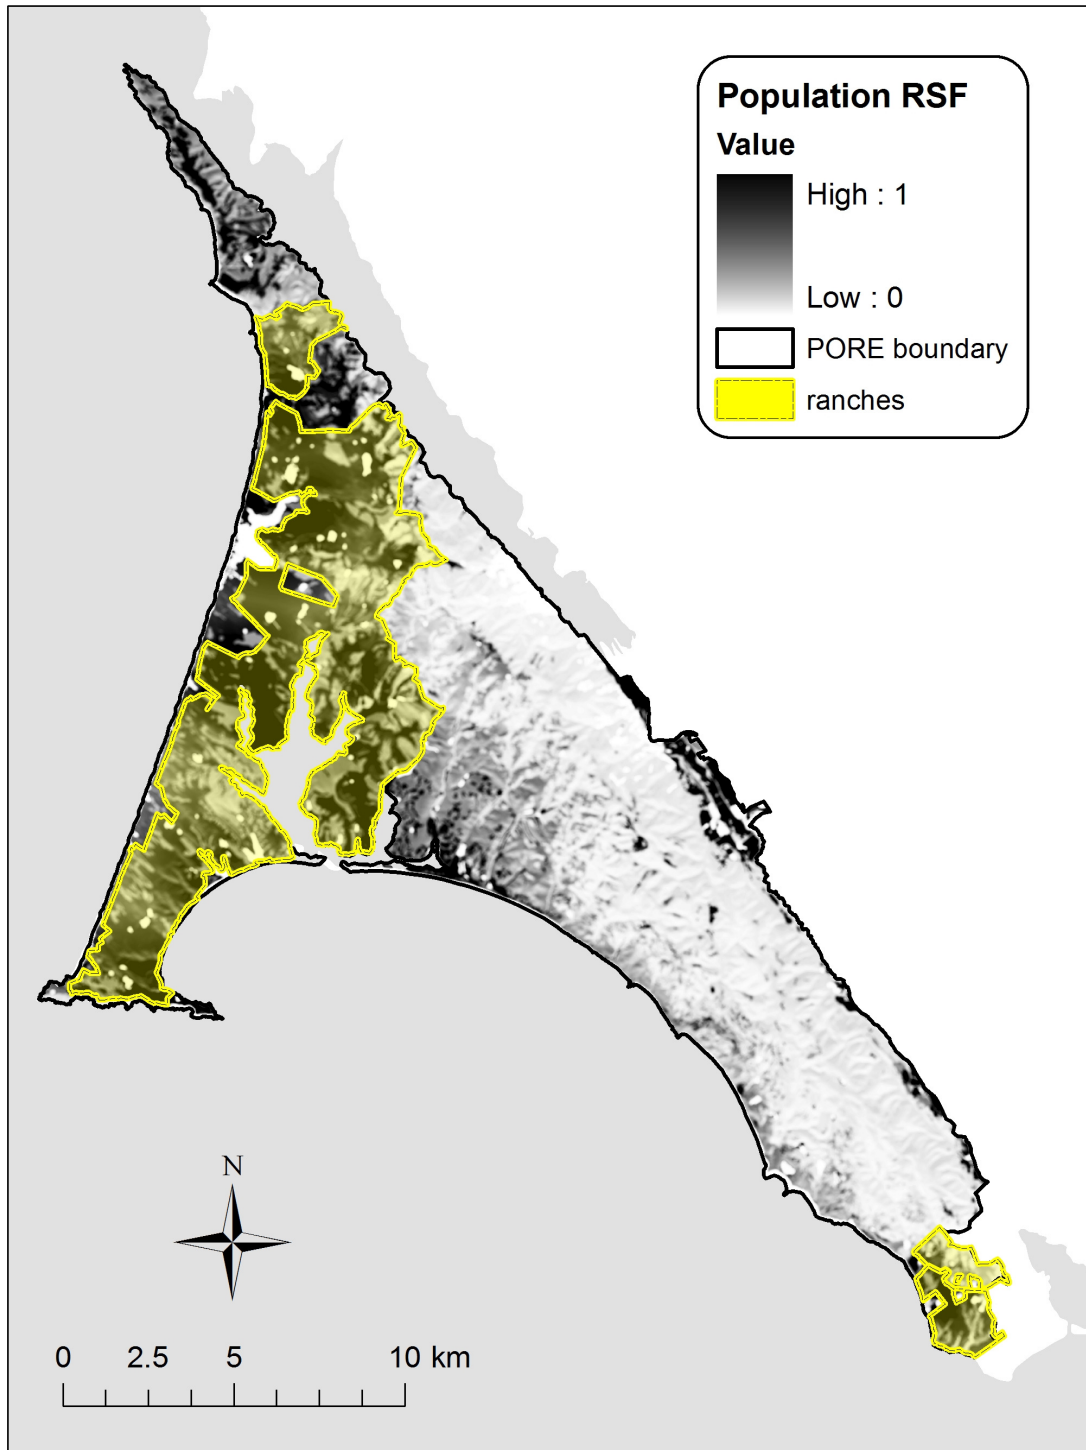 Population RSF
Value
High : 1
Low : 0
PORE boundary
ranches
N
0 2.5 5 10 km